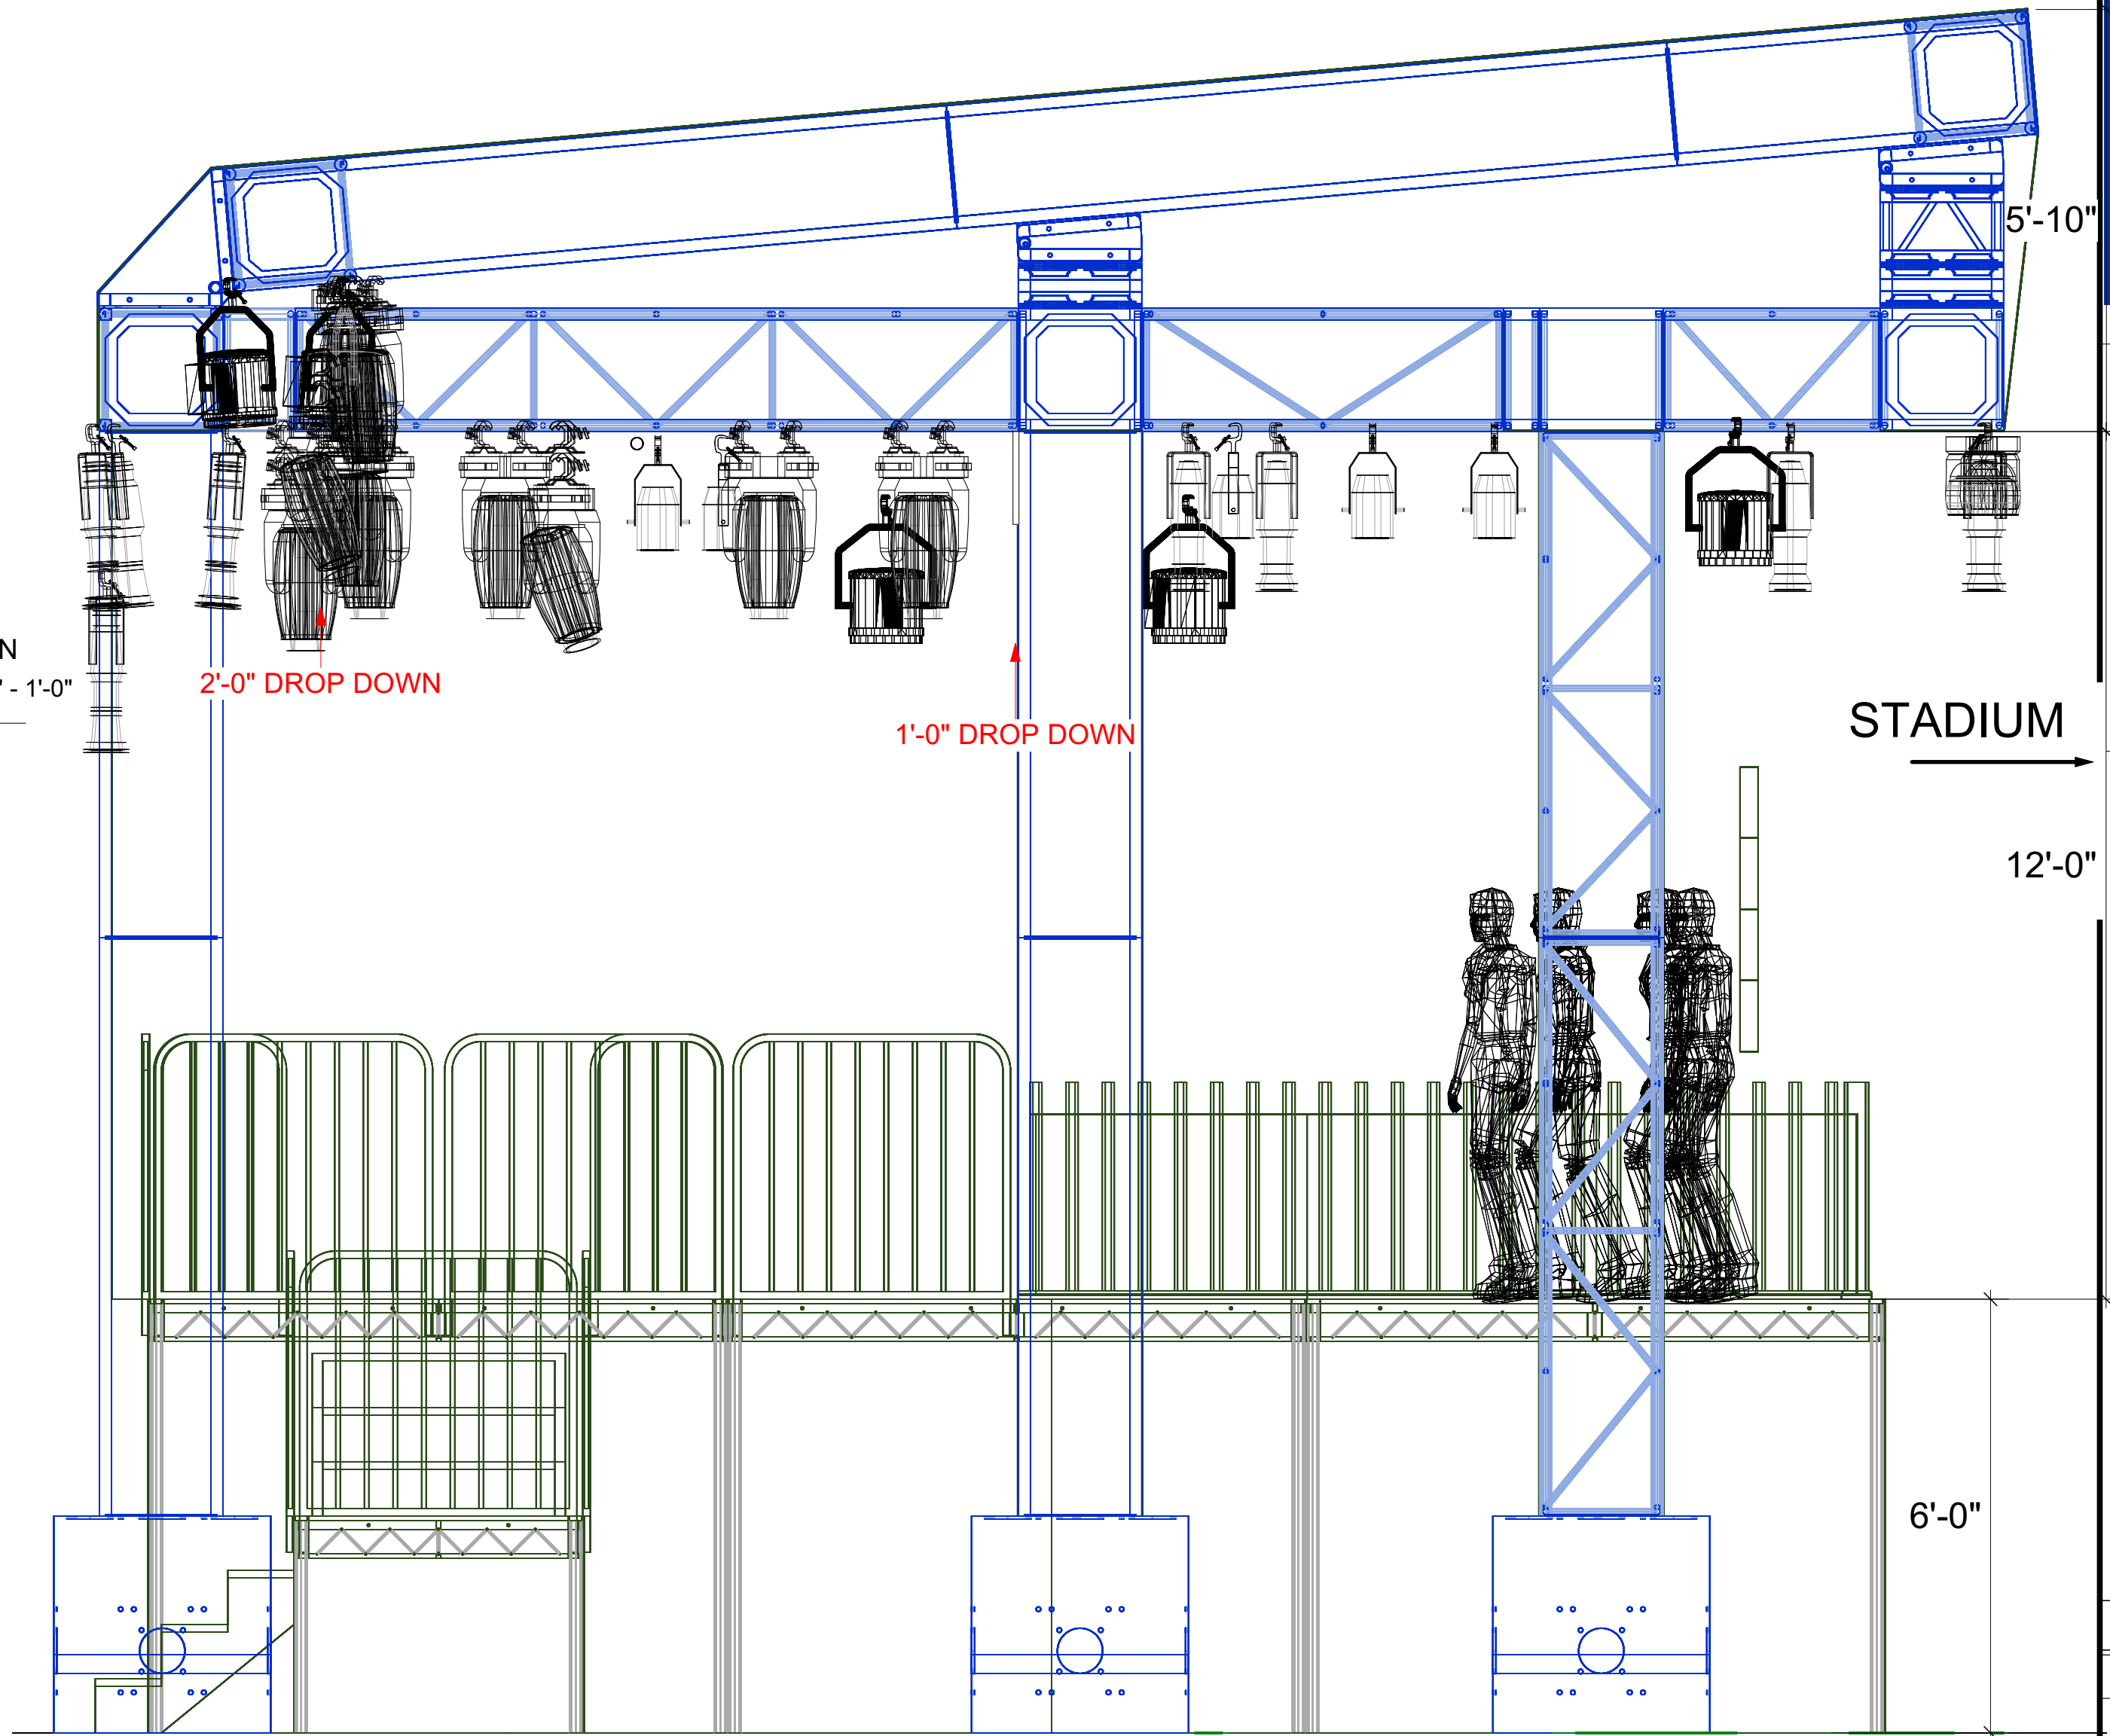 5'-10"
N
' - 1'-0"
2'-0" DROP DOWN
1'-0" DROP DOWN
STADIUM
12'-0"
6'-0"